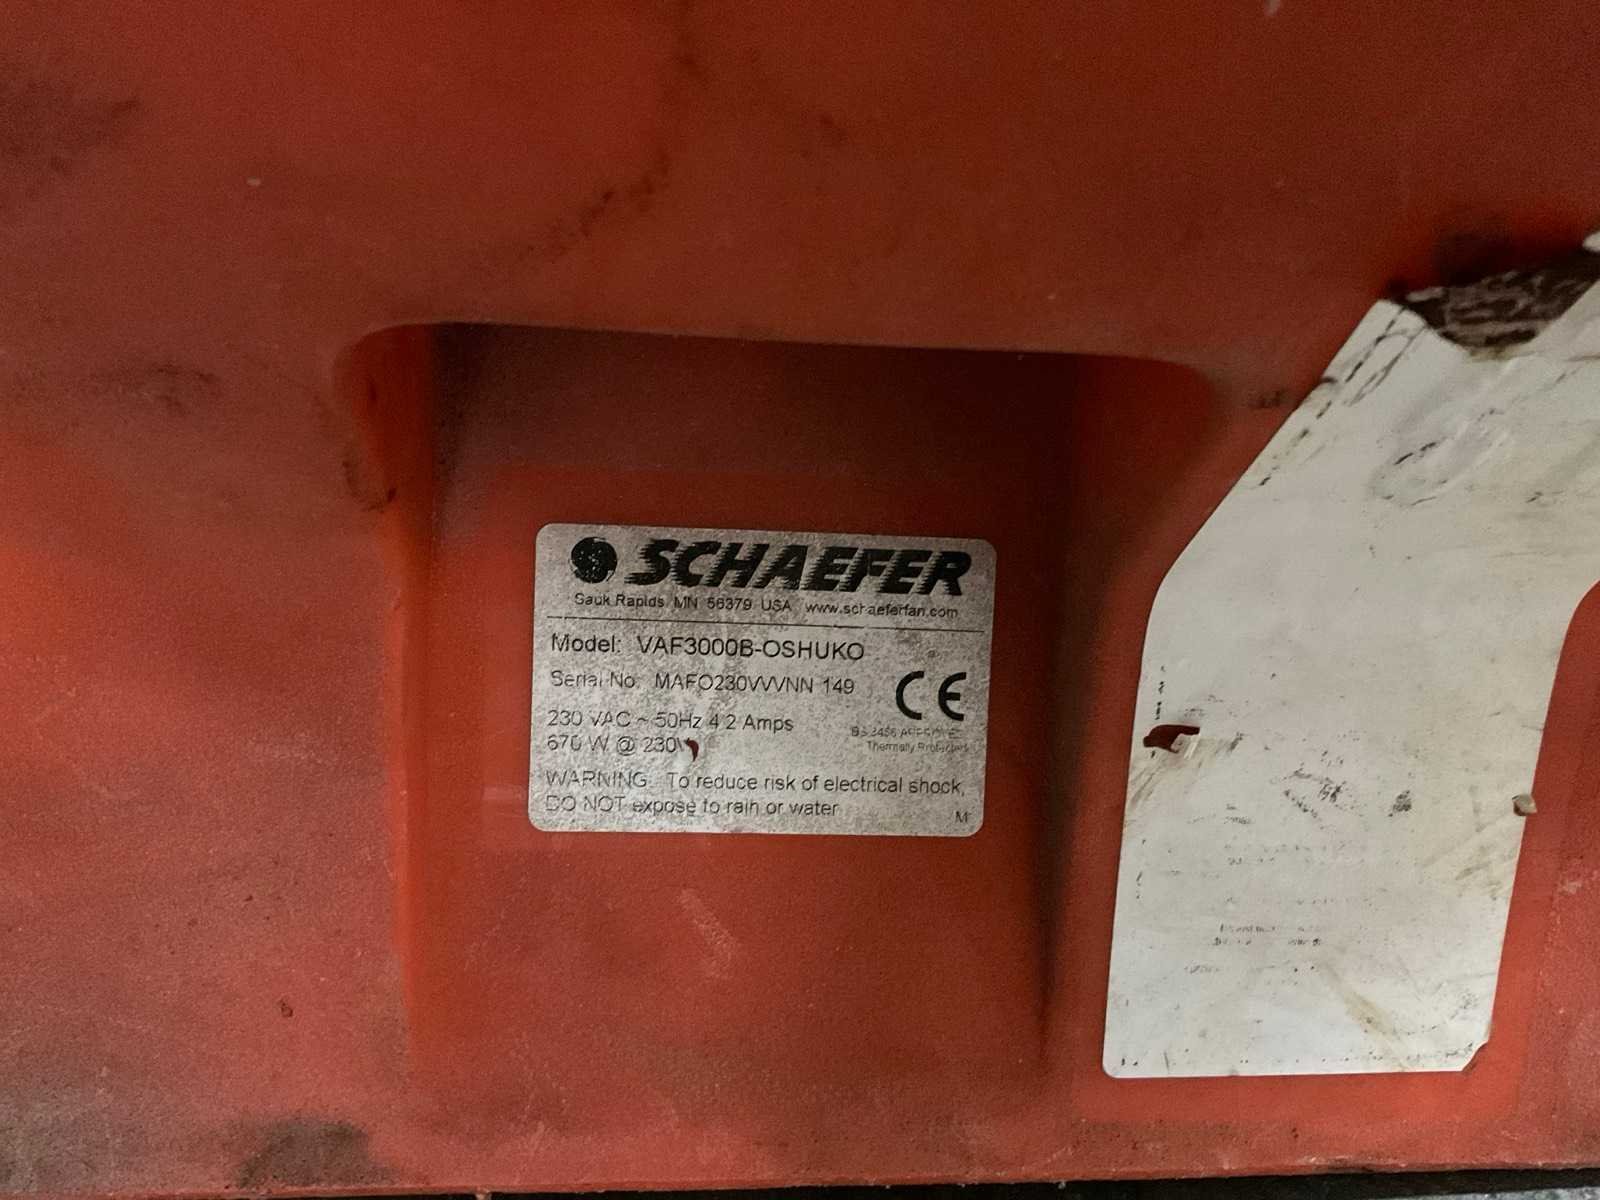 SCHAEFER
Sauk Rapids, MN 56379 USA www.schaeferfan.com
Model: VAF3000B-OSHUKO
Serial No. 149
CE
230 VAC ~ 50Hz 4.2 Amps
670 W @ 230V
Thermally Protected
WARNING To reduce risk of electrical shock,
DO NOT expose to rain or water
M